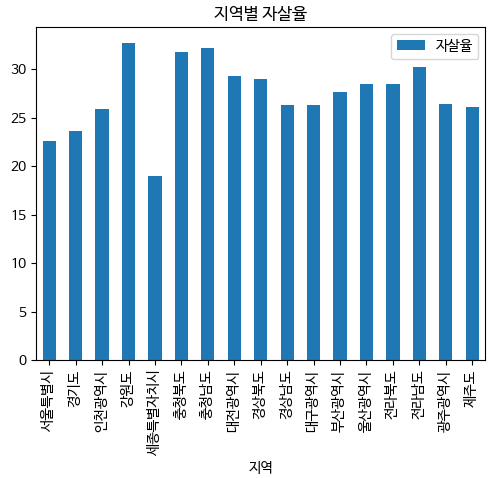 지역별 자살율
자살율
30
25
20
15
10
5
0
서울특별시
경기도
인천광역시
강원도
세종특별자치시
충청북도
충청남도
대전광역시
경상북도
경상남도
대구광역시
부산광역시
울산광역시
전라북도
전라남도
광주광역시
제주도
지역